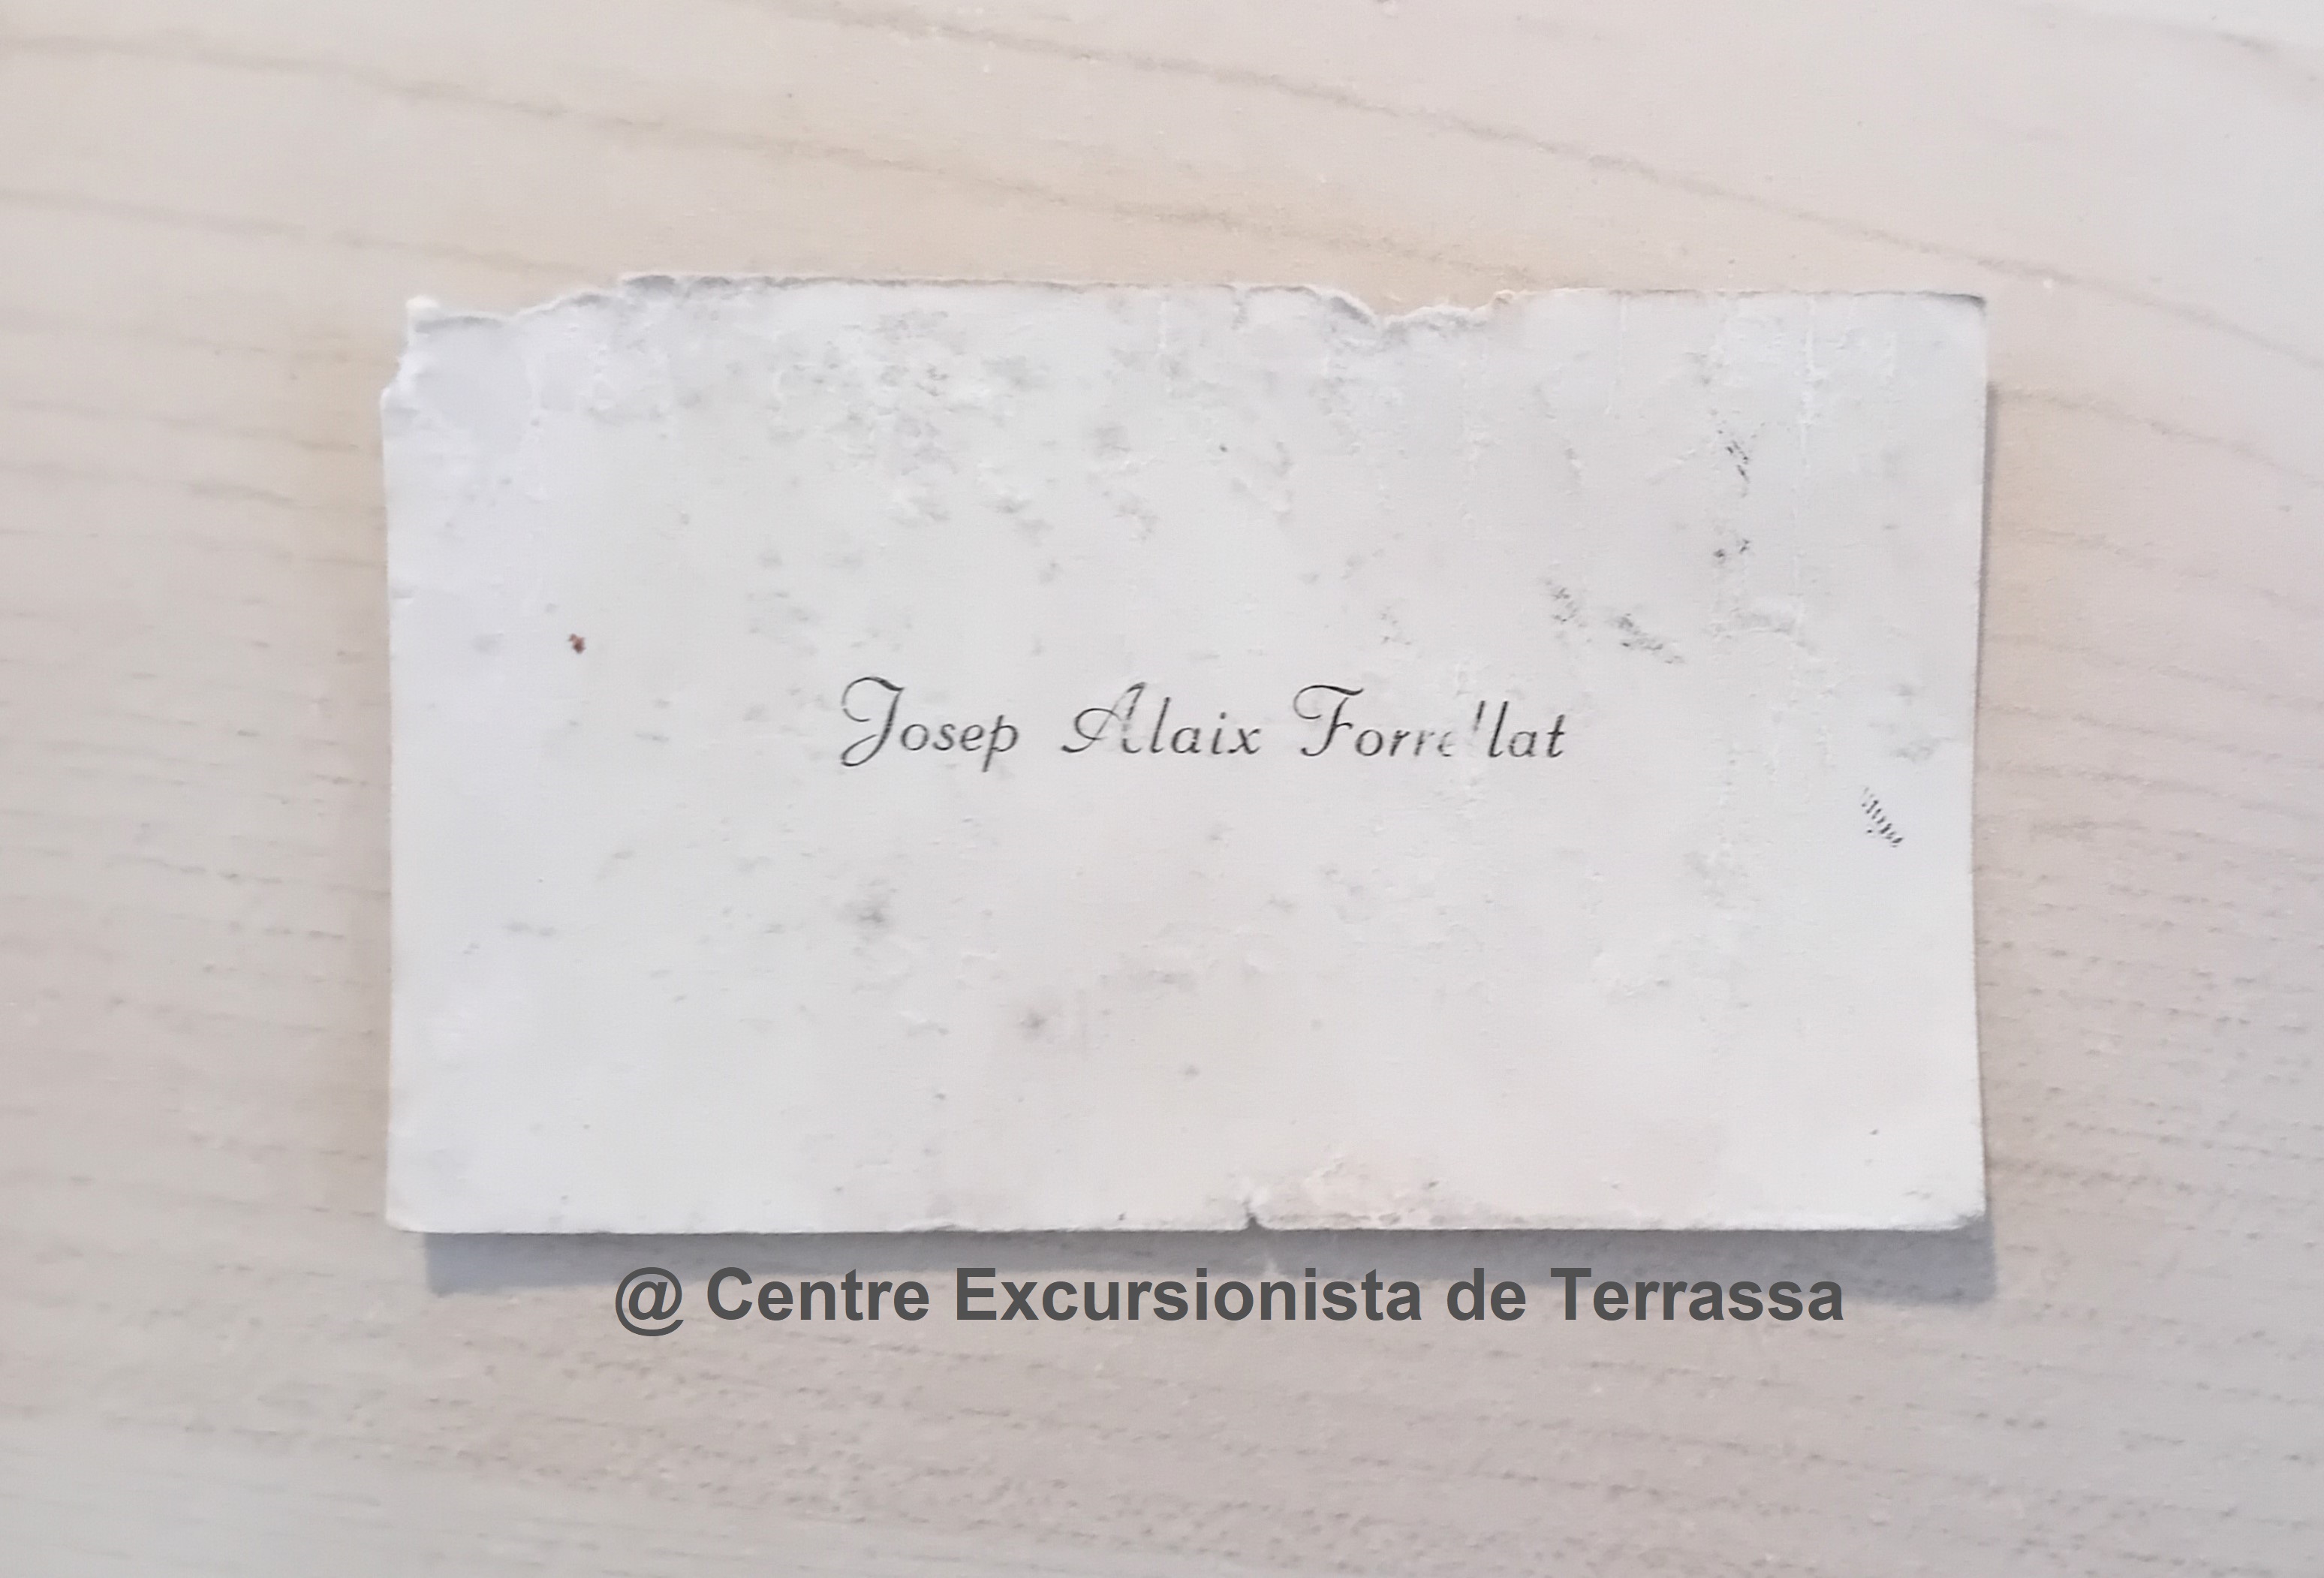 Josep Alaix Forrellat
@ Centre Excursionista de Terrassa